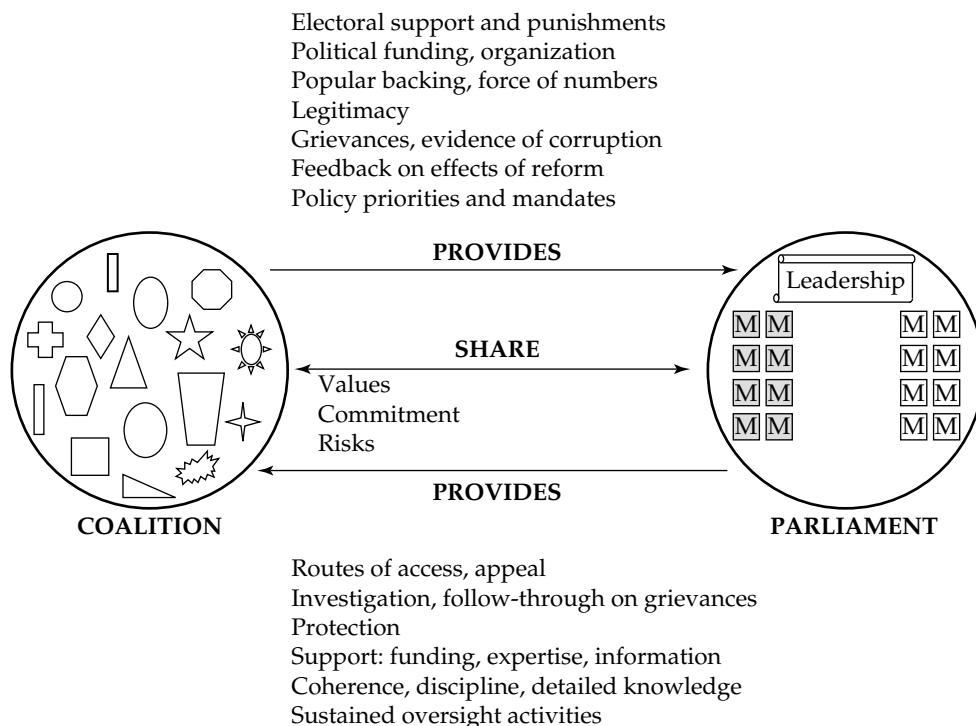 Electoral support and punishments
Political funding, organization
Popular backing, force of numbers
Legitimacy
Grievances, evidence of corruption
Feedback on effects of reform
Policy priorities and mandates
PROVIDES
Leadership
M M M M
SHARE
M M M M
Values
Commitment
M M M M
Risks
M M M M
PROVIDES
COALITION
PARLIAMENT
Routes of access, appeal
Investigation, follow-through on grievances
Protection
Support: funding, expertise, information
Coherence, discipline, detailed knowledge
Sustained oversight activities